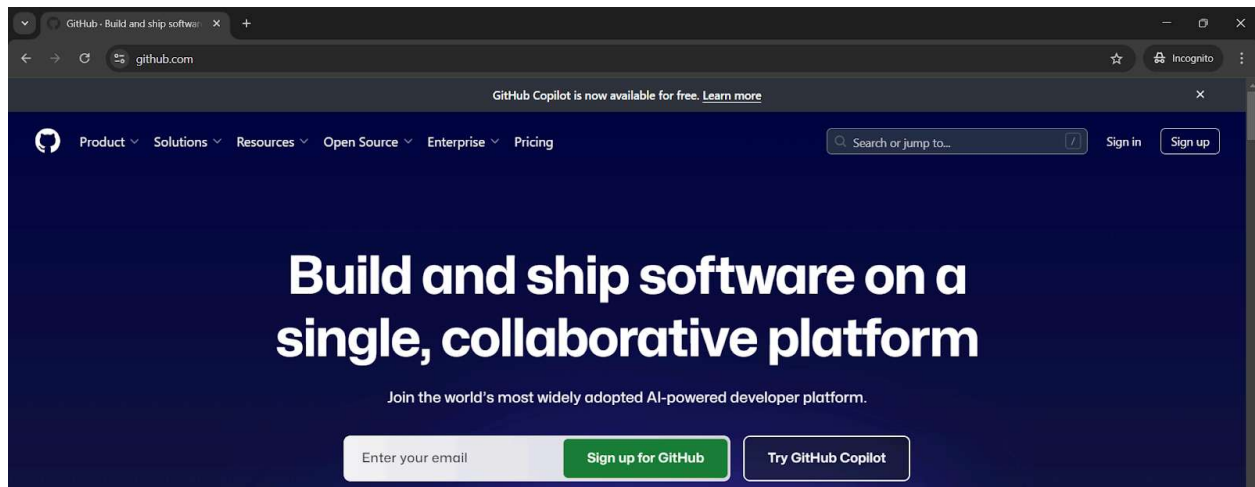 GitHub · Build and ship softwar
github.com
Incognito
GitHub Copilot is now available for free. Learn more
Product Solutions Resources Open Source Enterprise Pricing
Search or jump to...
/
Sign in
Sign up
Build and ship software on a
single, collaborative platform
Join the world's most widely adopted AI-powered developer platform.
Enter your email
Sign up for GitHub
Try GitHub Copilot